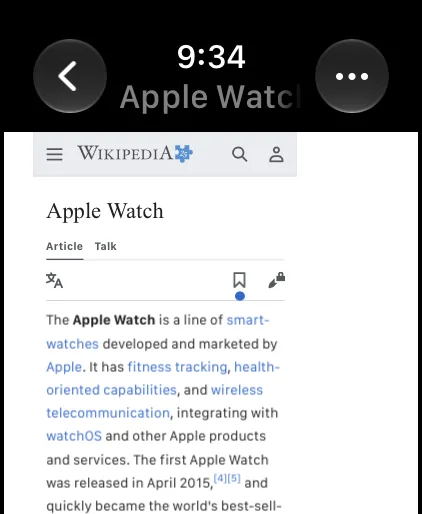 9:34
Apple Watc
WIKIPEDIA
Apple Watch
Article Talk
The Apple Watch is a line of smart-
watches developed and marketed by
Apple. It has fitness tracking, health-
oriented capabilities, and wireless
telecommunication, integrating with
watchOS and other Apple products
and services. The first Apple Watch
was released in April 2015,[4][5] and
quickly became the world's best-sell-